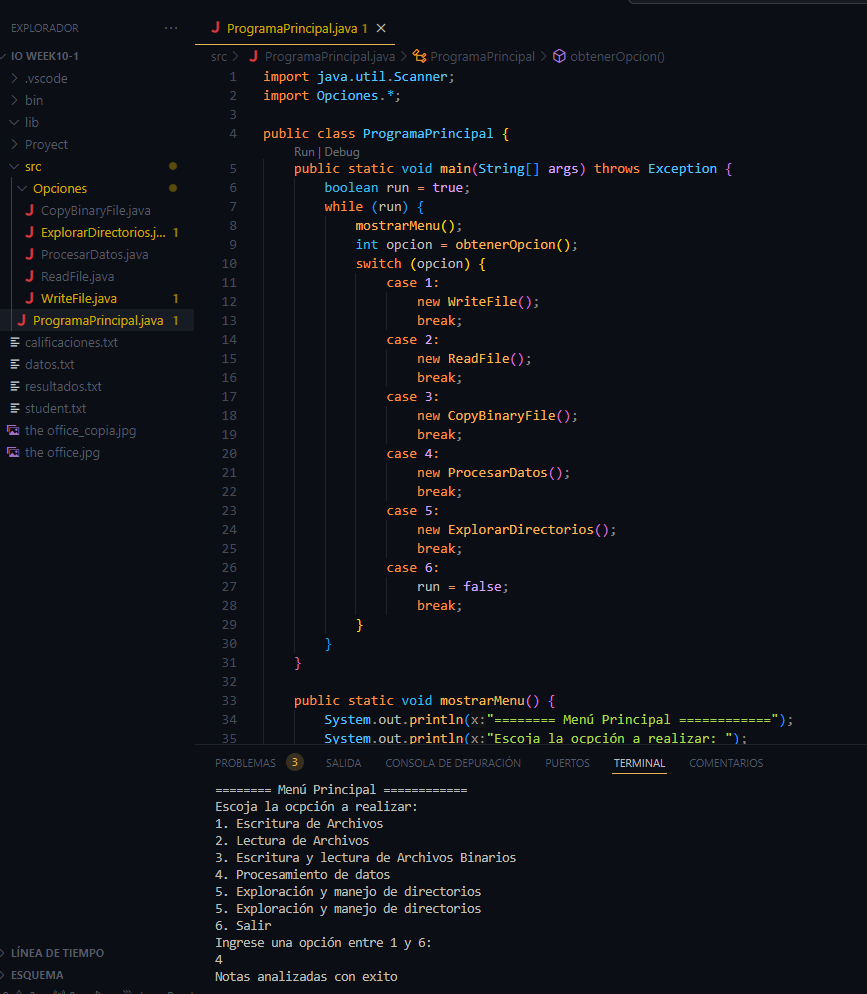 EXPLORADOR ···
IO WEEK10-1
.vscode
bin
lib
Proyect
src
Opciones
CopyBinaryFile.java
ExplorarDirectorios.j... 1
ProcesarDatos.java
ReadFile.java
WriteFile.java 1
ProgramaPrincipal.java 1
calificaciones.txt
datos.txt
resultados.txt
student.txt
the office_copia.jpg
the office.jpg
LÍNEA DE TIEMPO
ESQUEMA
ProgramaPrincipal.java 1
src > ProgramaPrincipal.java > ProgramaPrincipal > obtenerOpcion()
1 import java.util.Scanner;
2 import Opciones.*;
3
4 public class ProgramaPrincipal {
Run | Debug
5 public static void main(String[] args) throws Exception {
6 boolean run = true;
7 while (run) {
8 mostrarMenu();
9 int opcion = obtenerOpcion();
10 switch (opcion) {
11 case 1:
12 new WriteFile();
13 break;
14 case 2:
15 new ReadFile();
16 break;
17 case 3:
18 new CopyBinaryFile();
19 break;
20 case 4:
21 new ProcesarDatos();
22 break;
23 case 5:
24 new ExplorarDirectorios();
25 break;
26 case 6:
27 run = false;
28 break;
29 }
30 }
31 }
32
33 public static void mostrarMenu() {
34 System.out.println(x:"======== Menú Principal ============");
35 System.out.println(x:"Escoja la ocpción a realizar: ");
PROBLEMAS 3 SALIDA CONSOLA DE DEPURACIÓN PUERTOS TERMINAL COMENTARIOS
======== Menú Principal ============
Escoja la ocpción a realizar:
1. Escritura de Archivos
2. Lectura de Archivos
3. Escritura y lectura de Archivos Binarios
4. Procesamiento de datos
5. Exploración y manejo de directorios
5. Exploración y manejo de directorios
6. Salir
Ingrese una opción entre 1 y 6:
4
Notas analizadas con exito